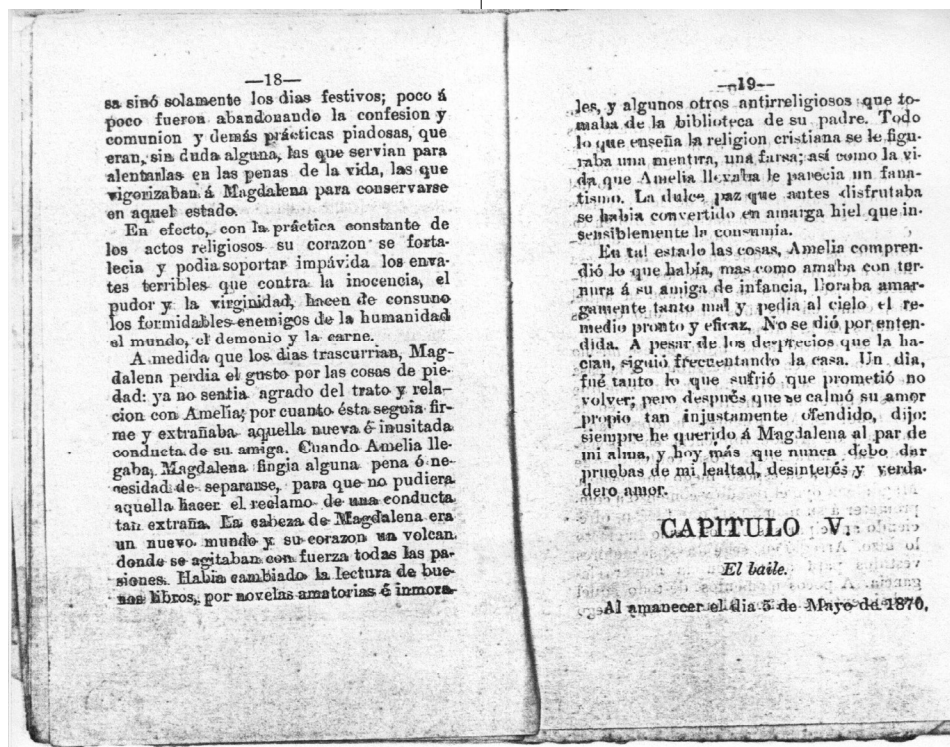 —18—
sa sinó solamente los dias festivos; poco á
poco fueron abandonando la confesion y
comunion y demás prácticas piadosas, que
eran, sin duda alguna, las que servian para
alentarlas en las penas de la vida, las que
vigorizaban á Magdalena para conservarse
en aquel estado.
En efecto, con la práctica constante de
los actos religiosos su corazon se forta-
lecia y podia soportar impávida los emva-
tes terribles que contra la inocencia, el
pudor y la virginidad, hacen de consuno
los formidables enemigos de la humanidad
el mundo, el demonio y la carne.
A medida que los dias trascurrian, Mag-
dalena perdia el gusto por las cosas de pie-
dad: ya no sentia agrado del trato y rela-
cion con Amelia; por cuanto ésta seguia fir-
me y extrañaba aquella nueva é inusitada
conducta de su amiga. Cuando Amelia lle-
gaba, Magdalena fingia alguna pena ó ne-
cesidad de separarse, para que no pudiera
aquella hacer el reclamo de una conducta
tan extraña. La cabeza de Magdalena era
un nuevo mundo y su corazon un volcan
donde se agitaban con fuerza todas las pa-
siones. Habia cambiado la lectura de bue-
nos libros, por novelas amatorias é inmora-
—19—
les, y algunos otros antirreligiosos que to-
maba de la biblioteca de su padre. Todo
lo que enseña la religion cristiana se le figu-
raba una mentira, una farsa; así como la vi-
da que Amelia llevaba le parecia un fana-
tismo. La dulce paz que antes disfrutaba
se habia convertido en amarga hiel que in-
sensiblemente la consumia.
En tal estado las cosas, Amelia compren-
dió lo que había, mas como amaba con ter-
nura á su amiga de infancia, lloraba amar-
gamente tanto mal y pedia al cielo el re-
medio pronto y eficaz. No se dió por enten-
dida. A pesar de los desprecios que la ha-
cian, siguió frecuentando la casa. Un dia,
fué tanto lo que sufrió que prometió no
volver; pero despues que se calmó su amor
propio tan injustamente ofendido, dijo:
siempre he querido á Magdalena al par de
mi alma, y hoy más que nunca debo dar
pruebas de mi lealtad, desinterés y verda-
dero amor.
CAPITULO V.
El baile.
Al amanecer el dia 5 de Mayo de 1870,